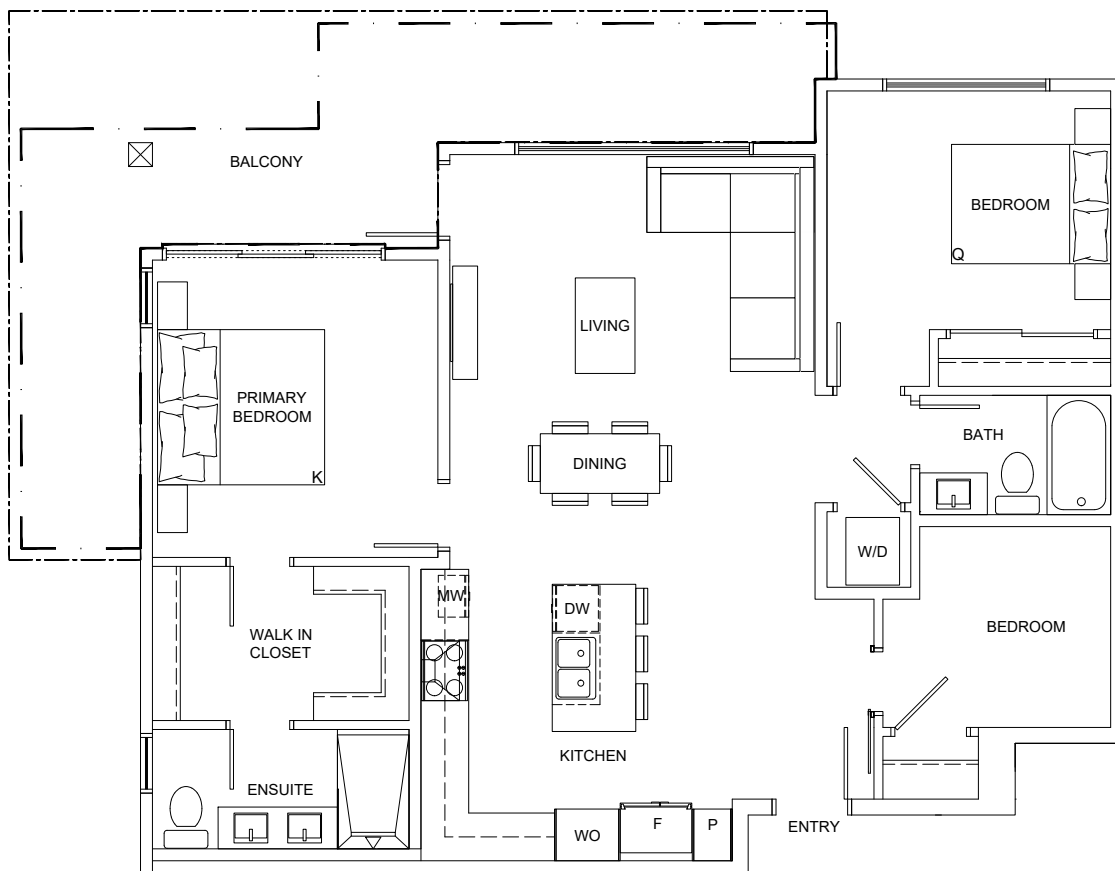 BALCONY
BEDROOM
Q
LIVING
PRIMARY
BEDROOM
K
BATH
DINING
W/D
MW
DW
WALK IN
CLOSET
BEDROOM
KITCHEN
ENSUITE
WO
F
P
ENTRY